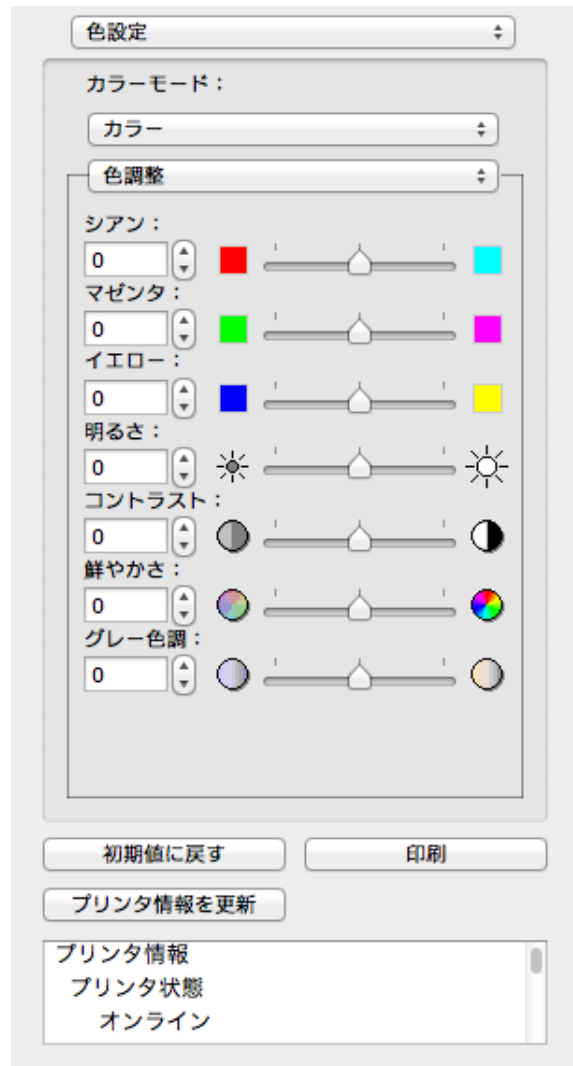 色設定
カラーモード：
カラー
色調整
シアン：
0
マゼンタ：
0
イエロー：
0
明るさ：
0
コントラスト：
0
鮮やかさ：
0
グレー色調：
0
初期値に戻す
印刷
プリンタ情報を更新
プリンタ情報
プリンタ状態
オンライン